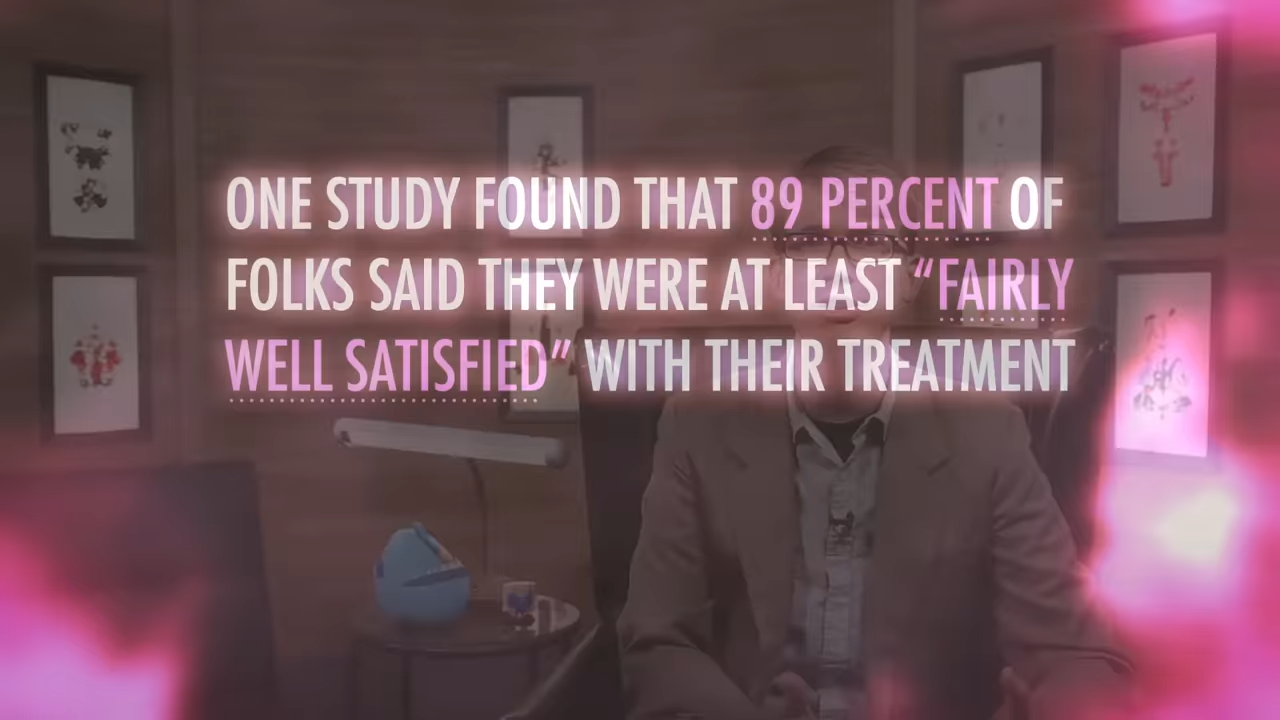 ONE STUDY FOUND THAT 89 PERCENT OF
FOLKS SAID THEY WERE AT LEAST “FAIRLY
WELL SATISFIED” WITH THEIR TREATMENT